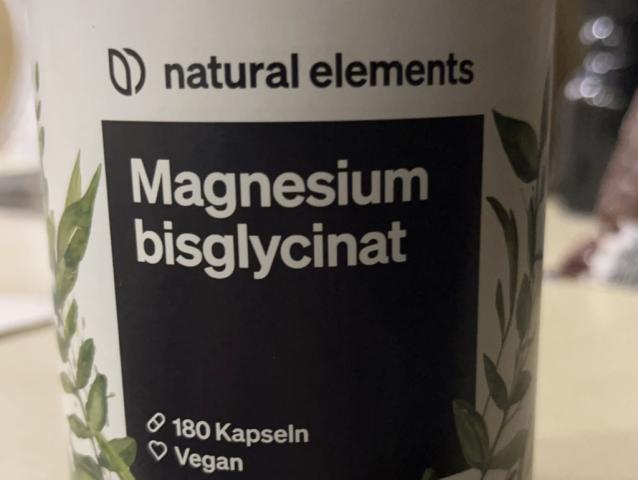 natural elements
Magnesium
bisglycinat
180 Kapseln
Vegan